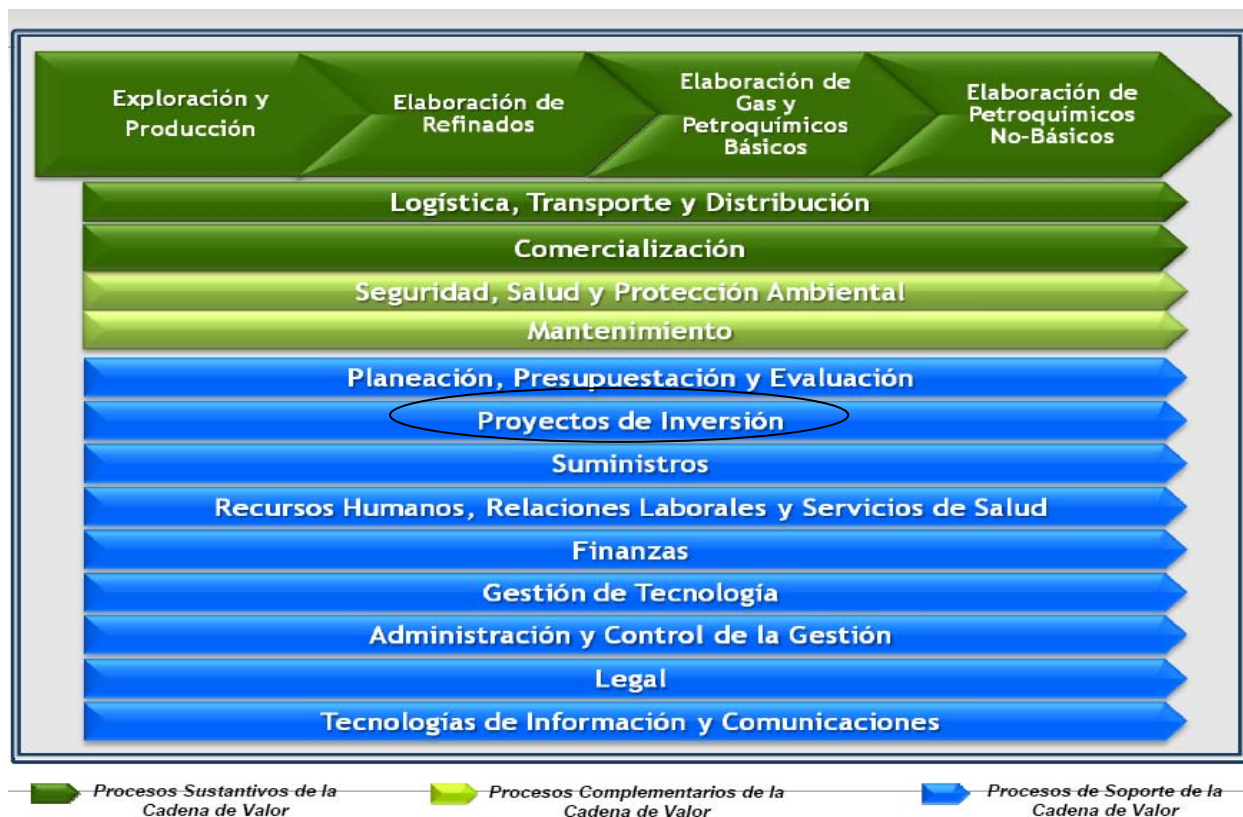 Exploración y
Producción
Elaboración de
Refinados
Elaboración de
Gas y
Petroquímicos
Básicos
Elaboración de
Petroquímicos
No-Básicos
Logística, Transporte y Distribución
Comercialización
Seguridad, Salud y Protección Ambiental
Mantenimiento
Planeación, Presupuestación y Evaluación
Proyectos de Inversión
Suministros
Recursos Humanos, Relaciones Laborales y Servicios de Salud
Finanzas
Gestión de Tecnología
Administración y Control de la Gestión
Legal
Tecnologías de Información y Comunicaciones
Procesos Sustantivos de la
Cadena de Valor
Procesos Complementarios de la
Cadena de Valor
Procesos de Soporte de la
Cadena de Valor